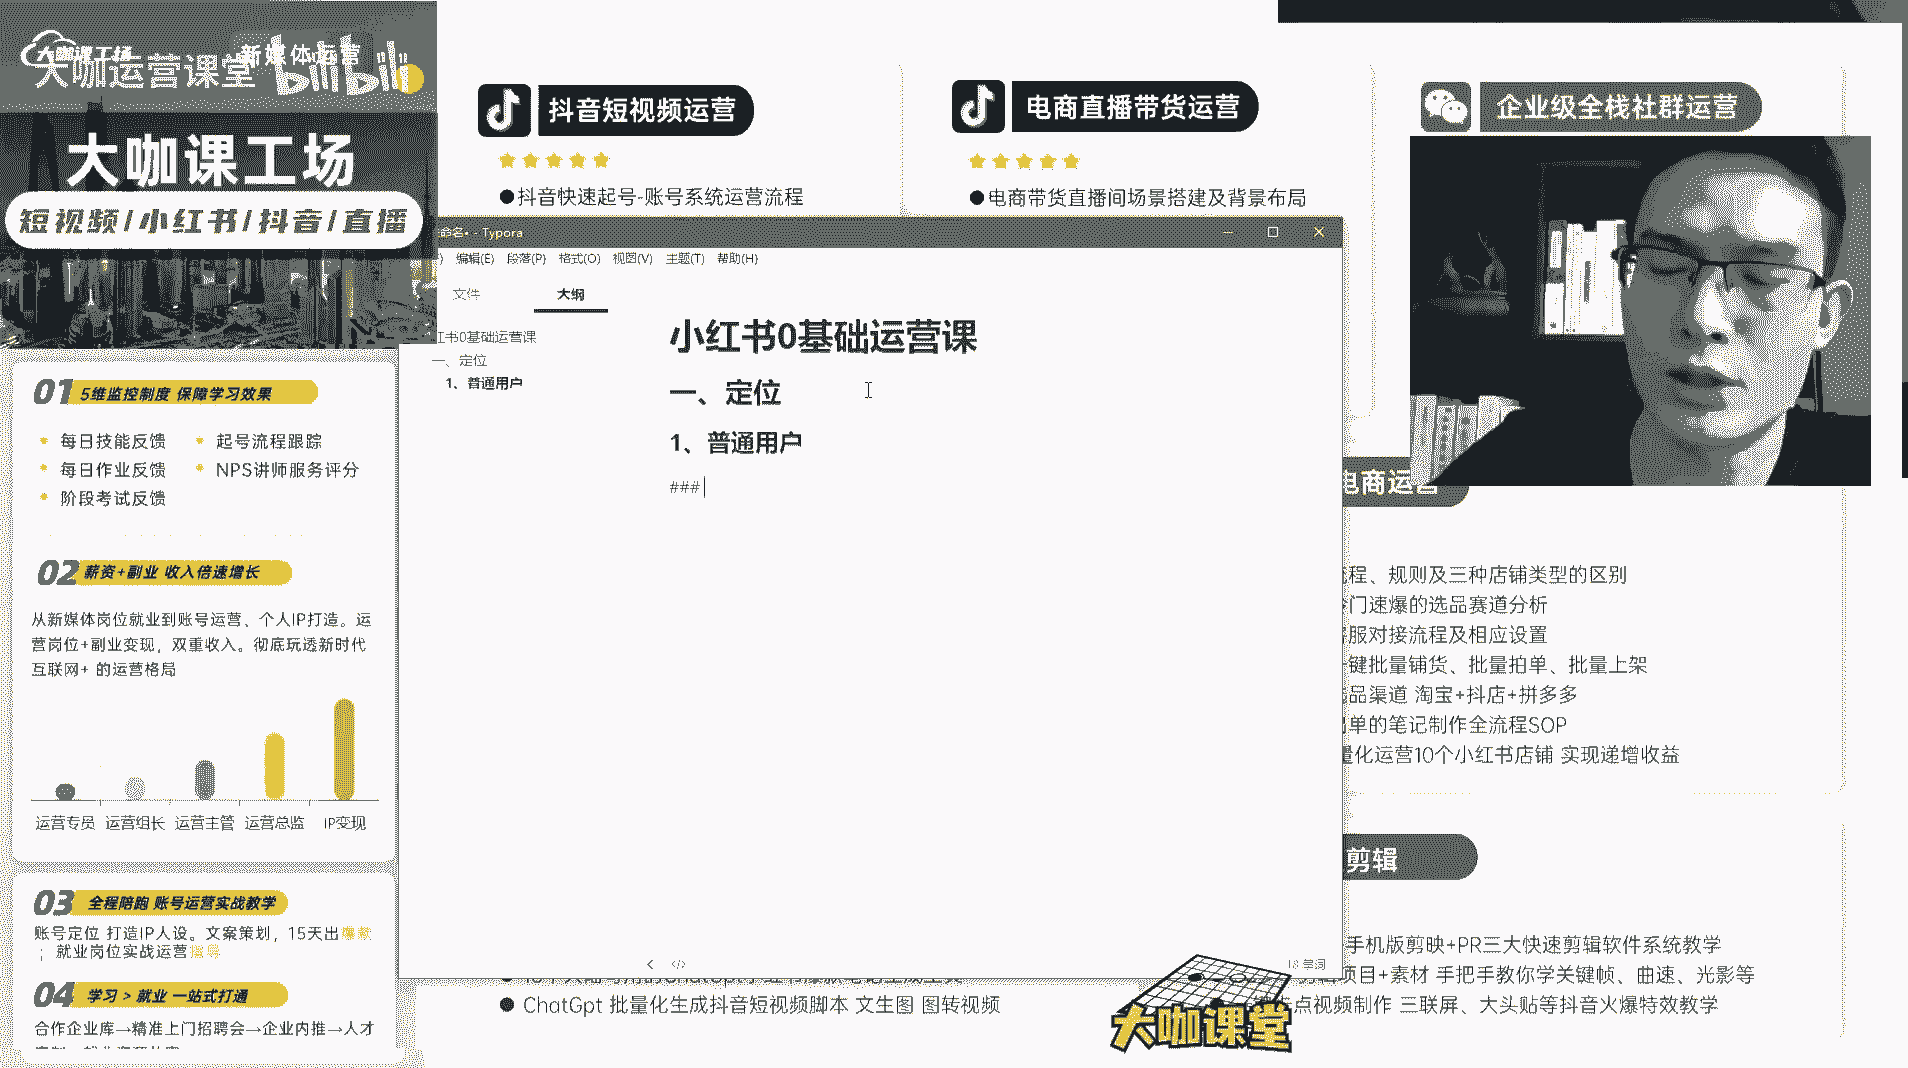 大咖课工场
新媒体运营
大咖运营课堂 bilibili
大咖课工场
短视频/小红书/抖音/直播
01 5维监控制度 保障学习效果
每日技能反馈
起号流程跟踪
每日作业反馈
NPS讲师服务评分
阶段考试反馈
02 薪资+副业 收入倍速增长
从新媒体岗位就业到账号运营、个人IP打造。运
营岗位+副业变现，双重收入。彻底玩透新时代
互联网+ 的运营格局
运营专员 运营组长 运营主管 运营总监 IP变现
03 全程陪跑 账号运营实战教学
账号定位 打造IP人设。文案策划，15天出爆款
；就业岗位实战运营指导
04 学习 > 就业 一站式打通
合作企业库→精准上门招聘会→企业内推→人才
抖音短视频运营
●抖音快速起号-账号系统运营流程
电商直播带货运营
●电商带货直播间场景搭建及背景布局
企业级全栈社群运营
命名• - Typora
编辑(E) 段落(P) 格式(O) 视图(V) 主题(T) 帮助(H)
文件
大纲
红书0基础运营课
一、定位
1、普通用户
小红书0基础运营课
一、定位
1、普通用户
###
18 字词
电商运营
流程、规则及三种店铺类型的区别
冷门速爆的选品赛道分析
客服对接流程及相应设置
一键批量铺货、批量拍单、批量上架
选品渠道 淘宝+抖店+拼多多
出单的笔记制作全流程SOP
量化运营10个小红书店铺 实现递增收益
剪辑
手机版剪映+PR三大快速剪辑软件系统教学
项目+素材 手把手教你学关键帧、曲速、光影等
卡点视频制作 三联屏、大头贴等抖音火爆特效教学
● ChatGpt 批量化生成抖音短视频脚本 文生图 图转视频
大咖课堂